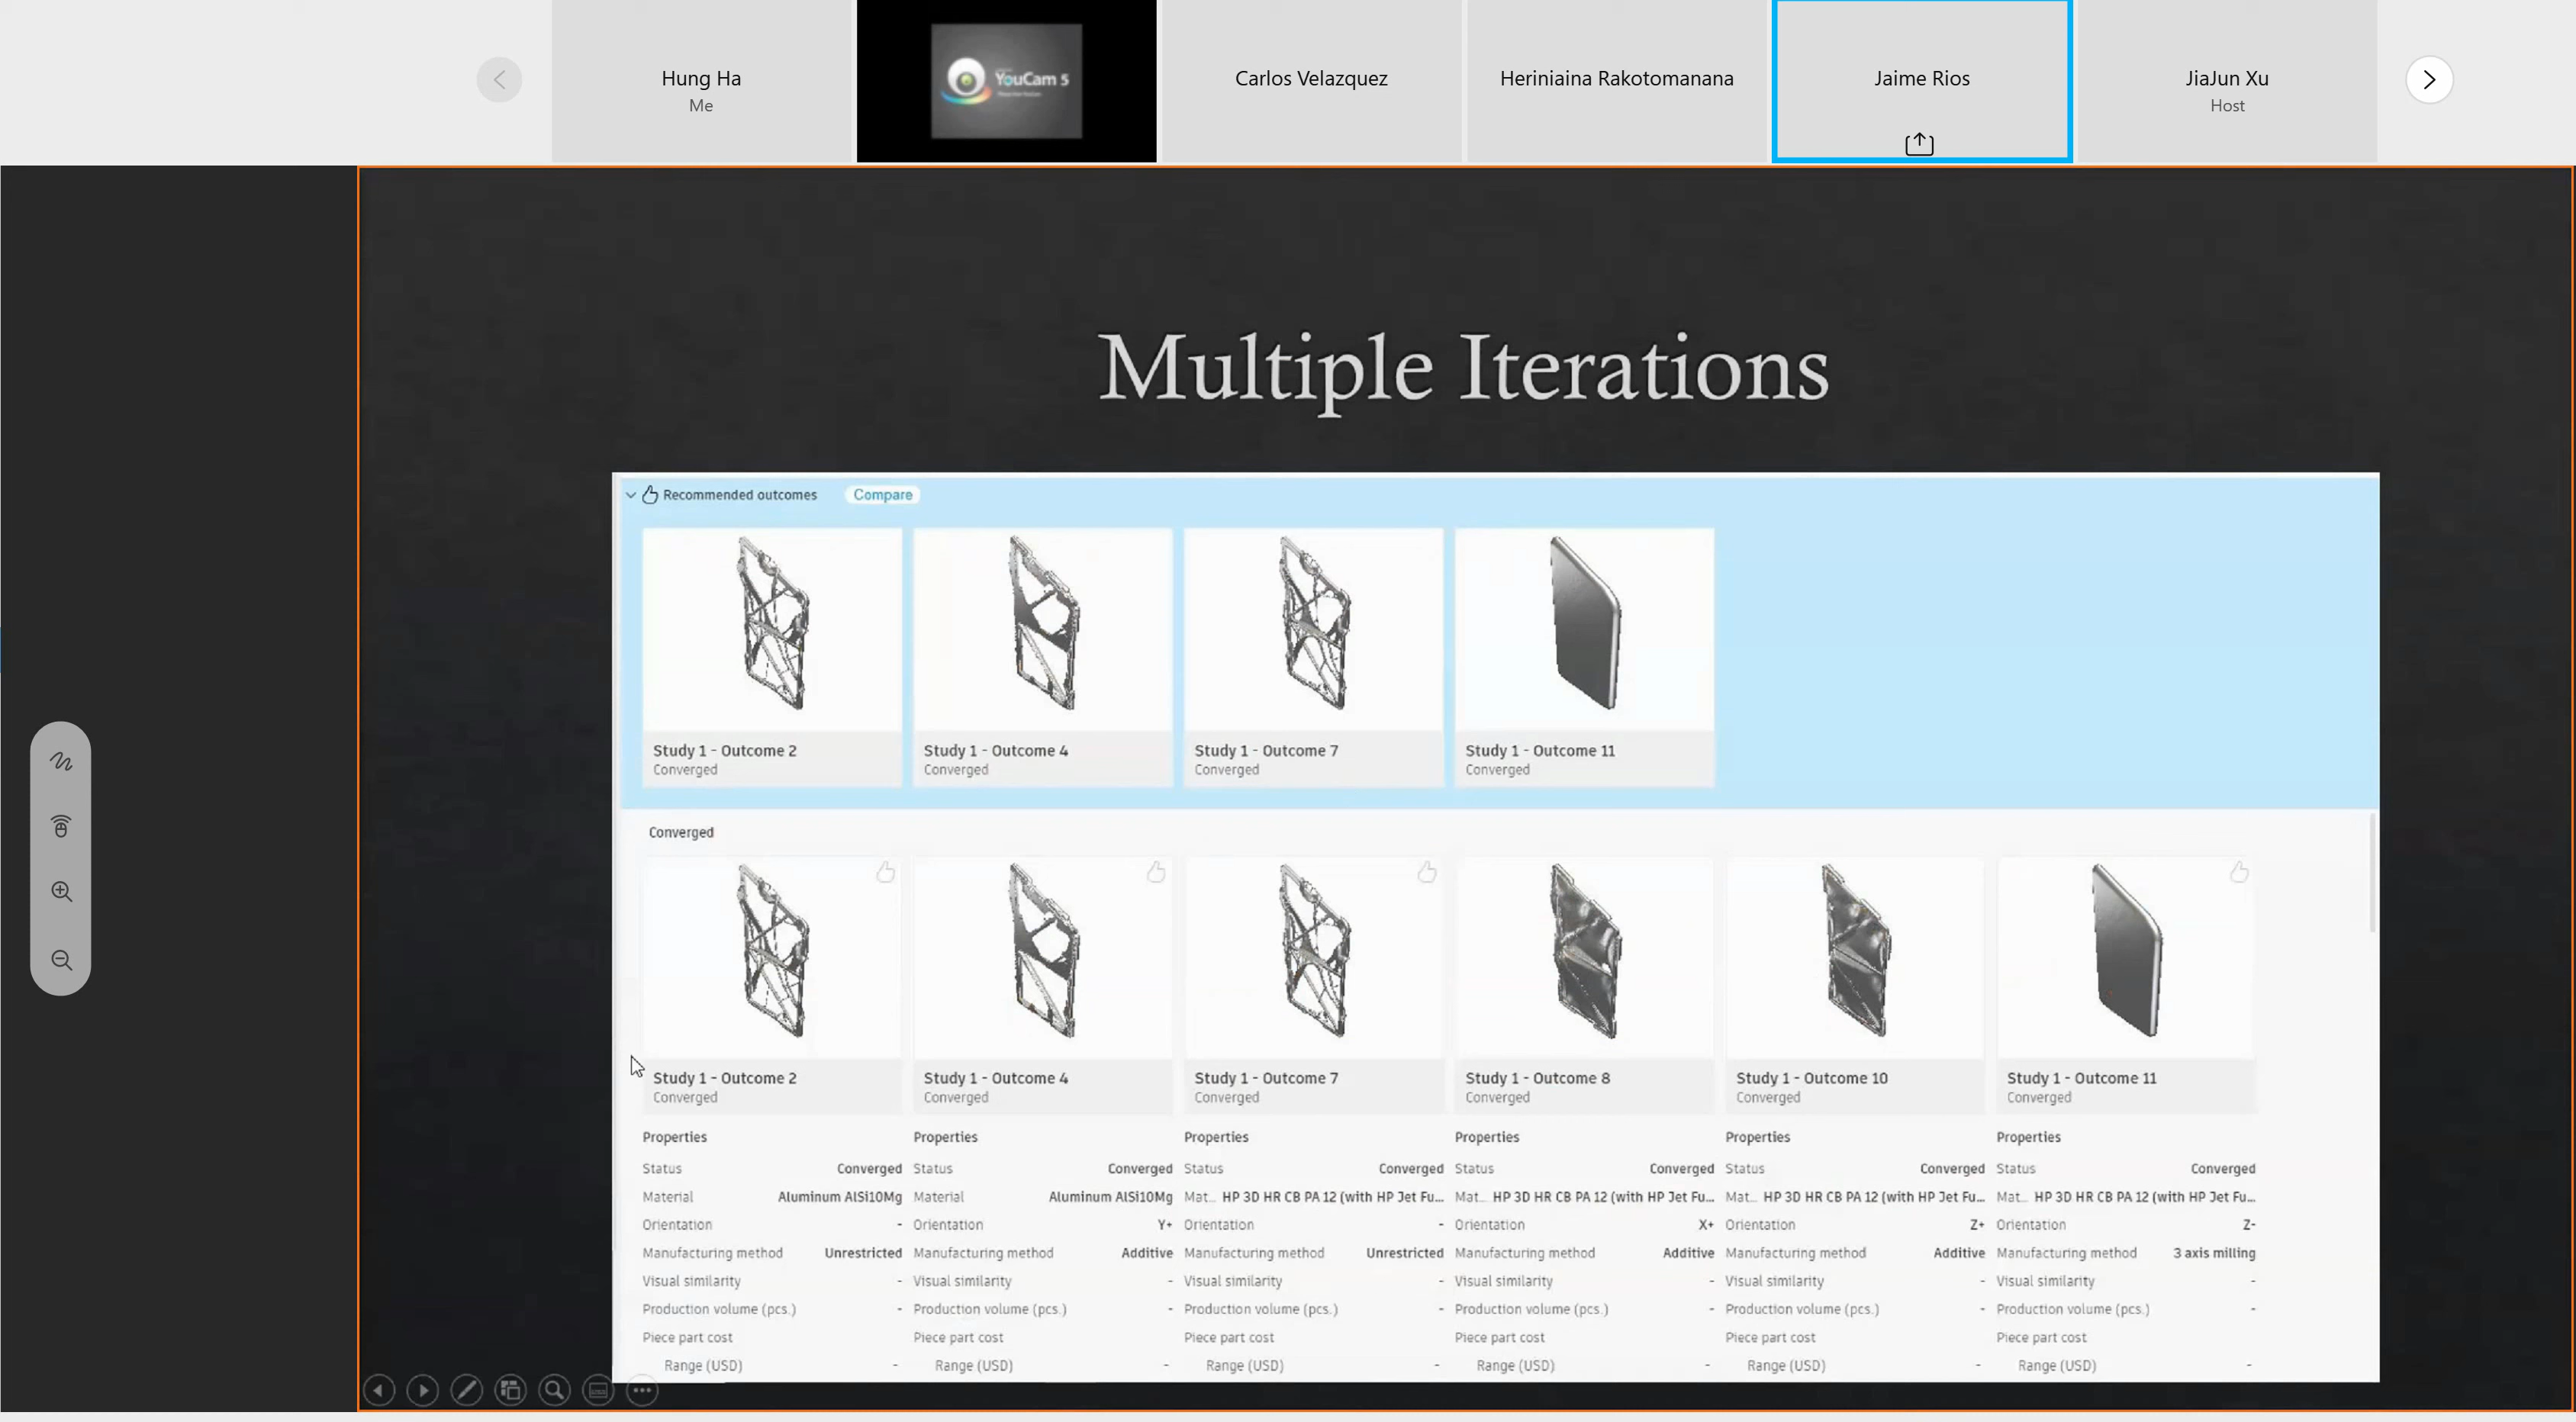 Hung Ha
Me
YouCam 5
Carlos Velazquez
Heriniaina Rakotomanana
Jaime Rios
JiaJun Xu
Host
Multiple Iterations
Recommended outcomes Compare
Study 1 - Outcome 2
Converged
Study 1 - Outcome 4
Converged
Study 1 - Outcome 7
Converged
Study 1 - Outcome 11
Converged
Converged
Study 1 - Outcome 2
Converged
Study 1 - Outcome 4
Converged
Study 1 - Outcome 7
Converged
Study 1 - Outcome 8
Converged
Study 1 - Outcome 10
Converged
Study 1 - Outcome 11
Converged
Properties Properties Properties Properties Properties Properties
Status Converged Status Converged Status Converged Status Converged Status Converged Status Converged
Material Aluminum AlSi10Mg Material Aluminum AlSi10Mg Mat... HP 3D HR CB PA 12 (with HP Jet Fu... Mat... HP 3D HR CB PA 12 (with HP Jet Fu... Mat... HP 3D HR CB PA 12 (with HP Jet Fu... Mat... HP 3D HR CB PA 12 (with HP Jet Fu...
Orientation - Orientation Y+ Orientation - Orientation X+ Orientation Z+ Orientation Z-
Manufacturing method Unrestricted Manufacturing method Additive Manufacturing method Unrestricted Manufacturing method Additive Manufacturing method Additive Manufacturing method 3 axis milling
Visual similarity - Visual similarity - Visual similarity - Visual similarity - Visual similarity - Visual similarity -
Production volume (pcs.) - Production volume (pcs.) - Production volume (pcs.) - Production volume (pcs.) - Production volume (pcs.) - Production volume (pcs.) -
Piece part cost Piece part cost Piece part cost Piece part cost Piece part cost Piece part cost
Range (USD) - Range (USD) - Range (USD) - Range (USD) - Range (USD) - Range (USD) -